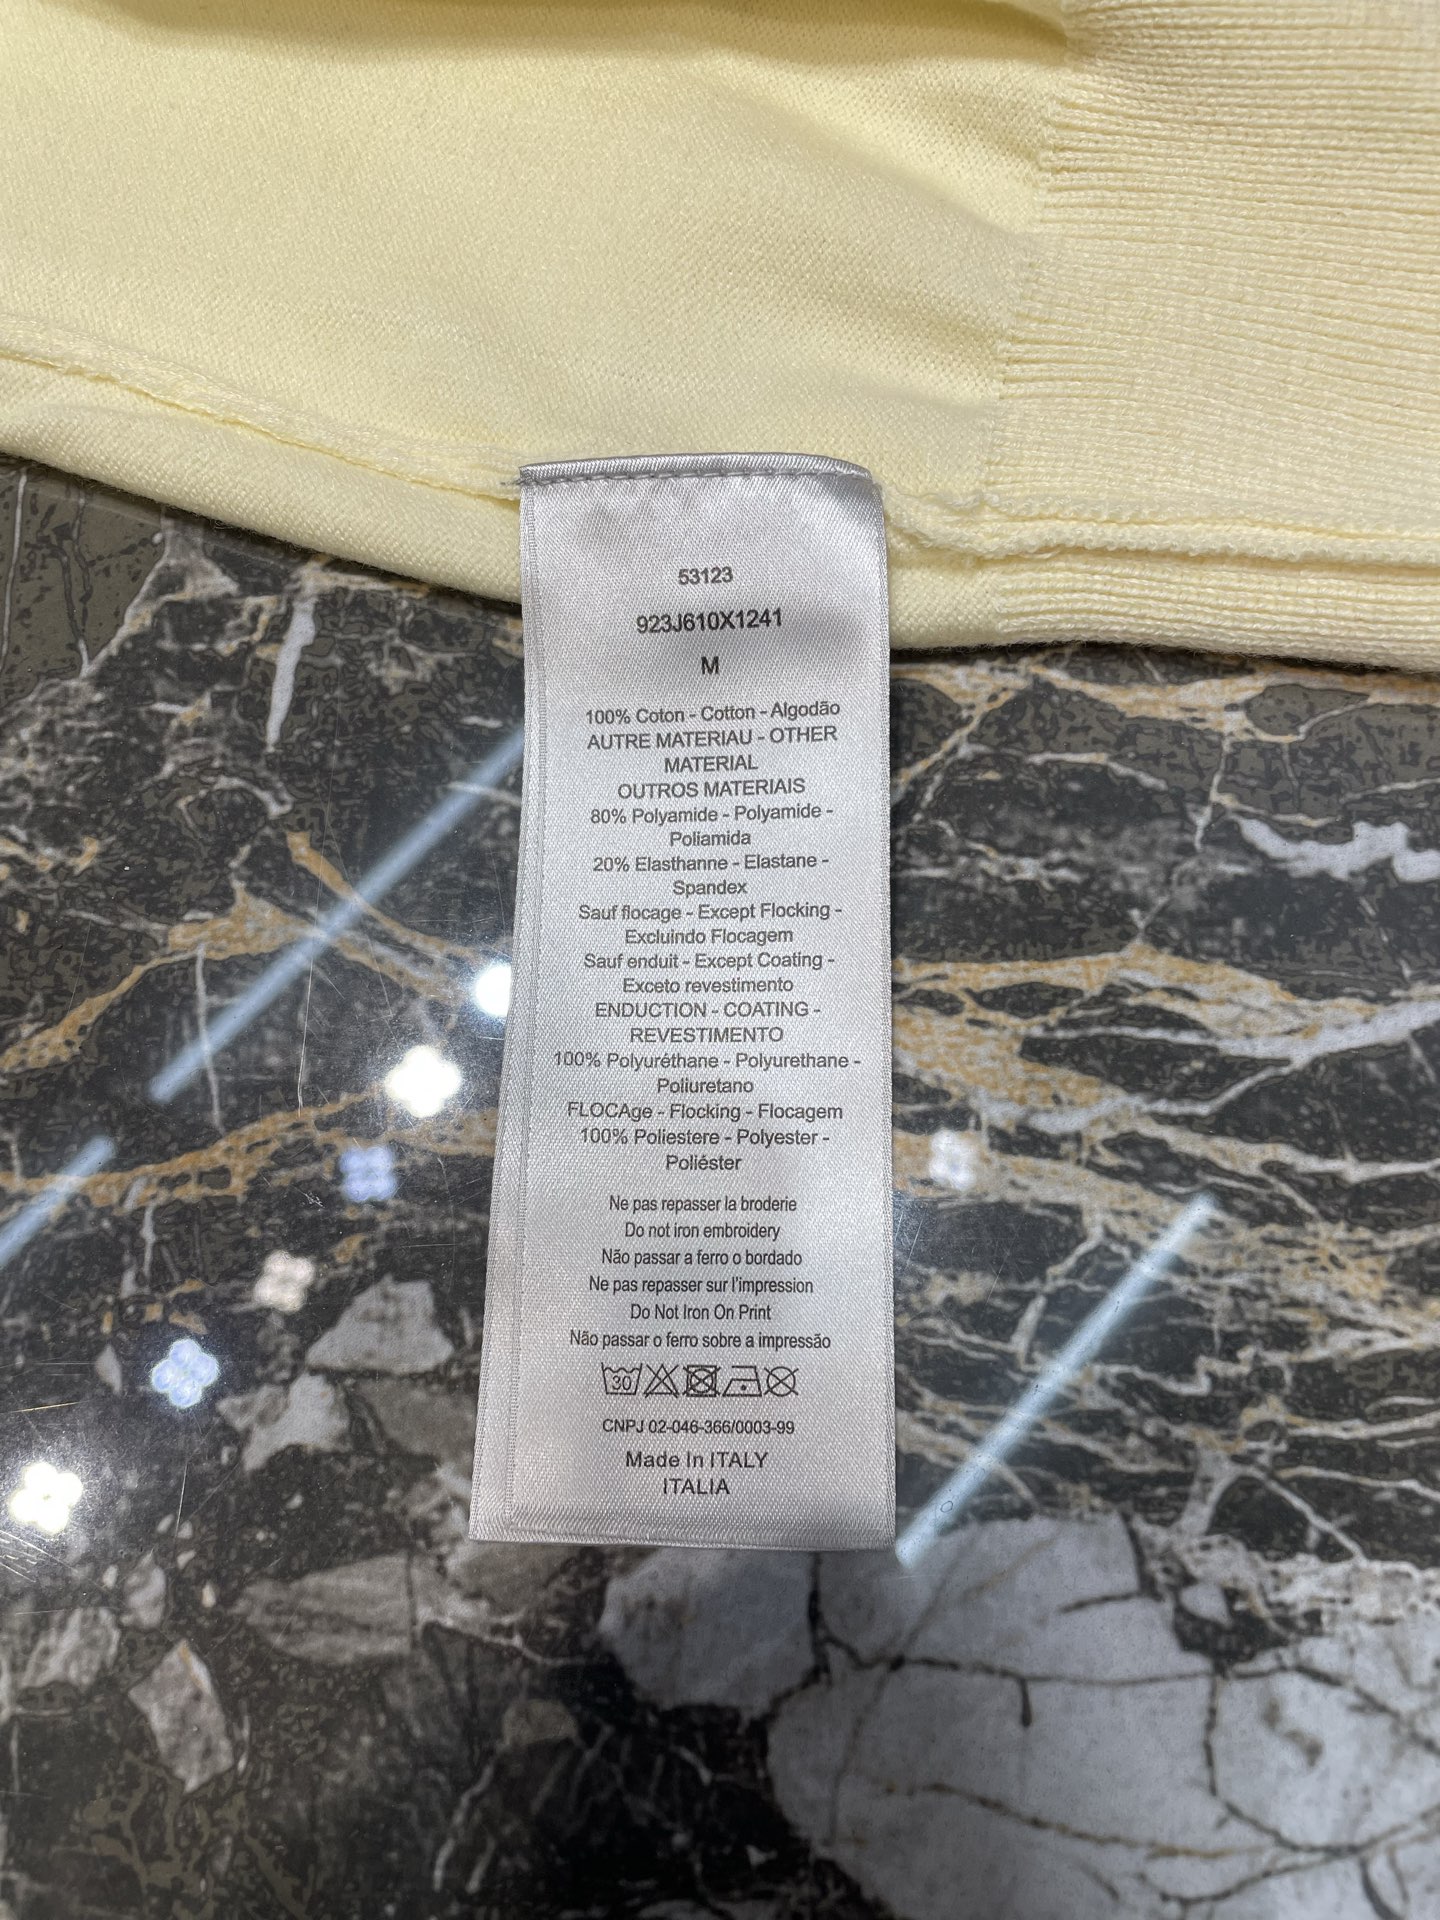 53123
923J610X1241
M
100% Coton - Cotton - Algodão
AUTRE MATERIAU - OTHER
MATERIAL
OUTROS MATERIAIS
80% Polyamide - Polyamide -
Poliamida
20% Elasthanne - Elastane -
Spandex
Sauf flocage - Except Flocking -
Excluindo Flocagem
Sauf enduit - Except Coating -
Exceto revestimento
ENDUCTION - COATING -
REVESTIMENTO
100% Polyuréthane - Polyurethane -
Poliuretano
FLOCAge - Flocking - Flocagem
100% Poliestere - Polyester -
Poliéster
Ne pas repasser la broderie
Do not iron embroidery
Não passar a ferro o bordado
Ne pas repasser sur l'impression
Do Not Iron On Print
Não passar o ferro sobre a impressão
30
CNPJ 02-046-366/0003-99
Made In ITALY
ITALIA